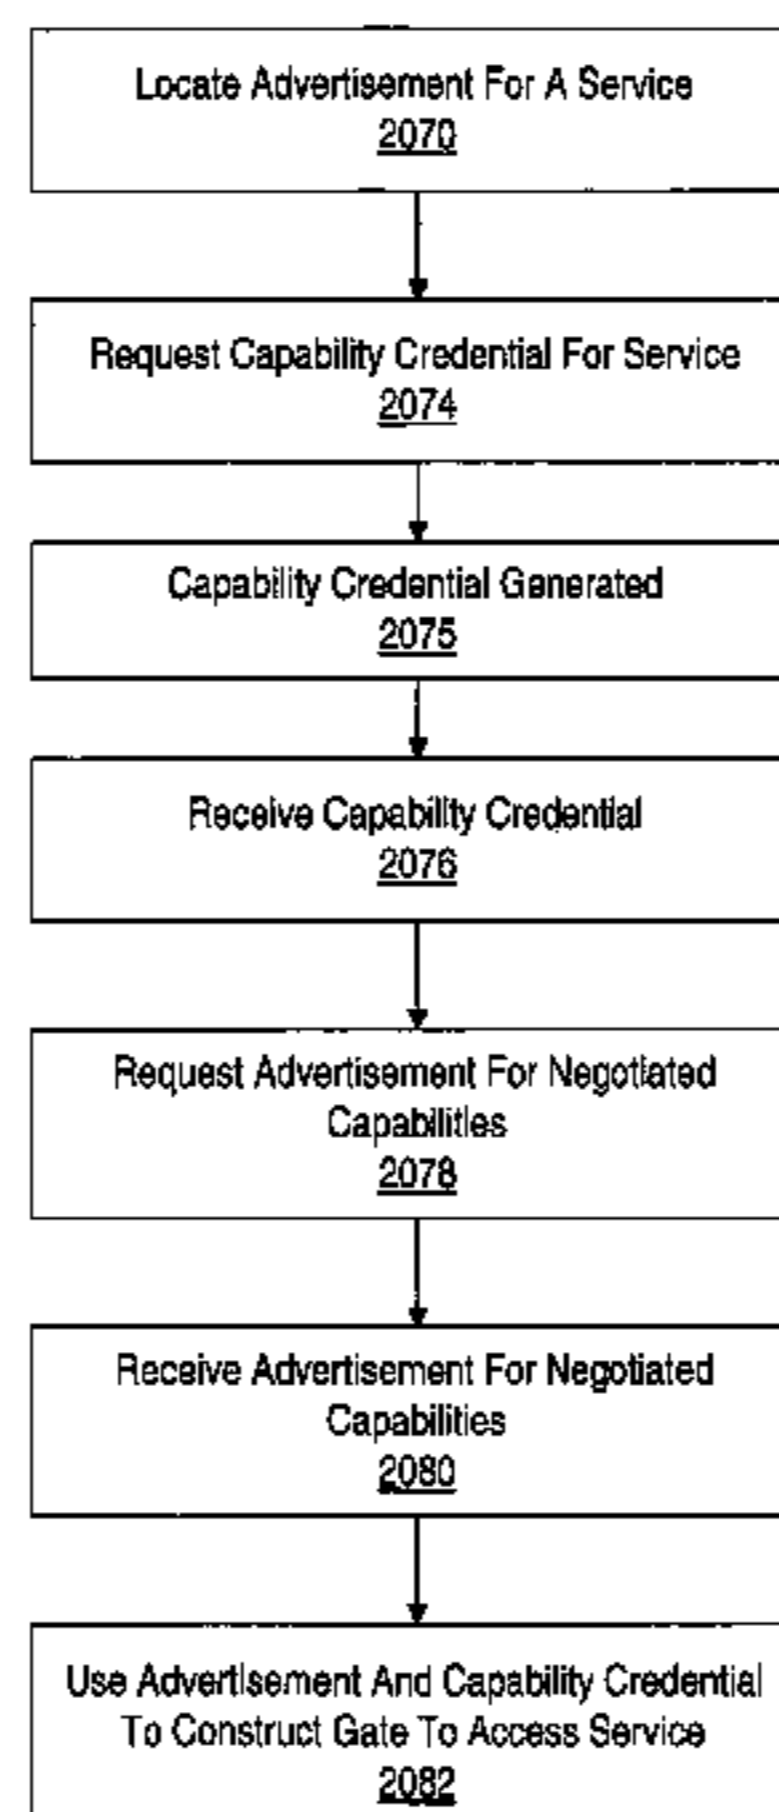 Locate Advertisement For A Service
2070
Request Capability Credential For Service
2074
Capability Credential Generated
2075
Receive Capability Credential
2076
Request Advertisement For Negotiated
Capabilities
2078
Receive Advertisement For Negotiated
Capabilities
2080
Use Advertisement And Capability Credential
To Construct Gate To Access Service
2082